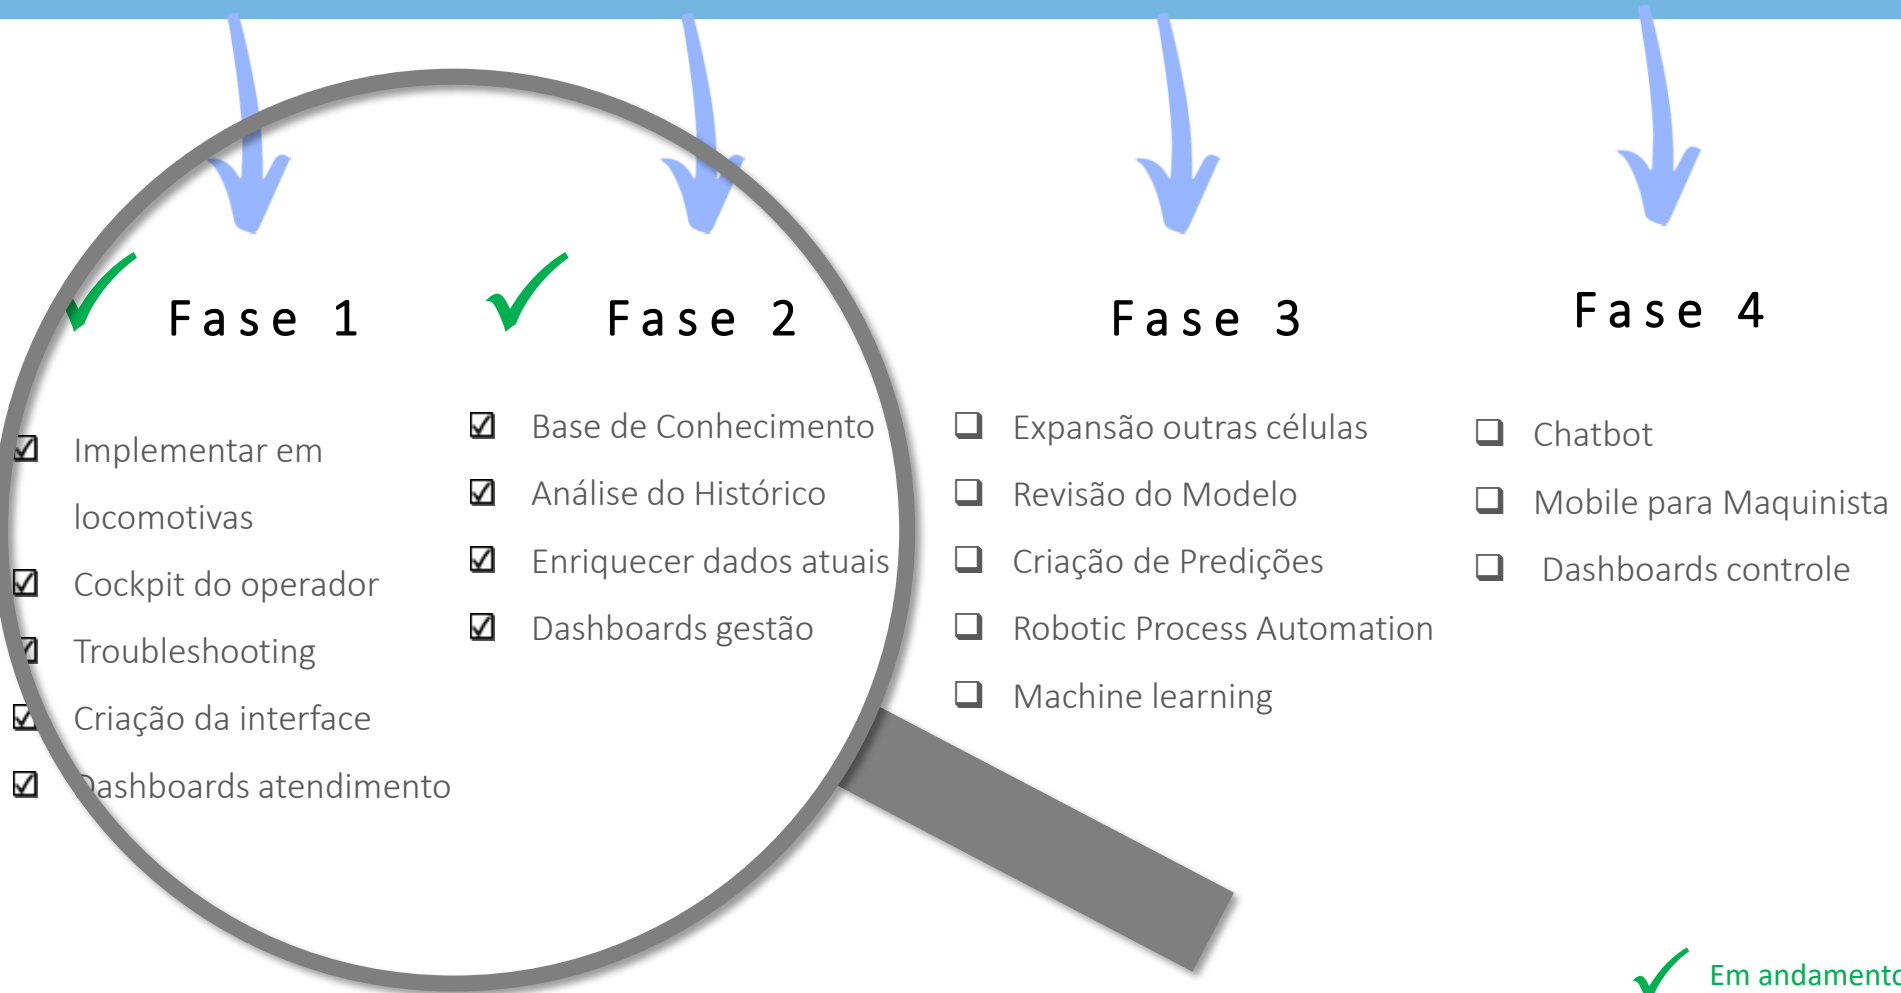 Fase 1
Implementar em
locomotivas
Cockpit do operador
Troubleshooting
Criação da interface
Dashboards atendimento
Fase 2
Base de Conhecimento
Análise do Histórico
Enriquecer dados atuais
Dashboards gestão
Fase 3
Expansão outras células
Revisão do Modelo
Criação de Predições
Robotic Process Automation
Machine learning
Fase 4
Chatbot
Mobile para Maquinista
Dashboards controle
Em andamento